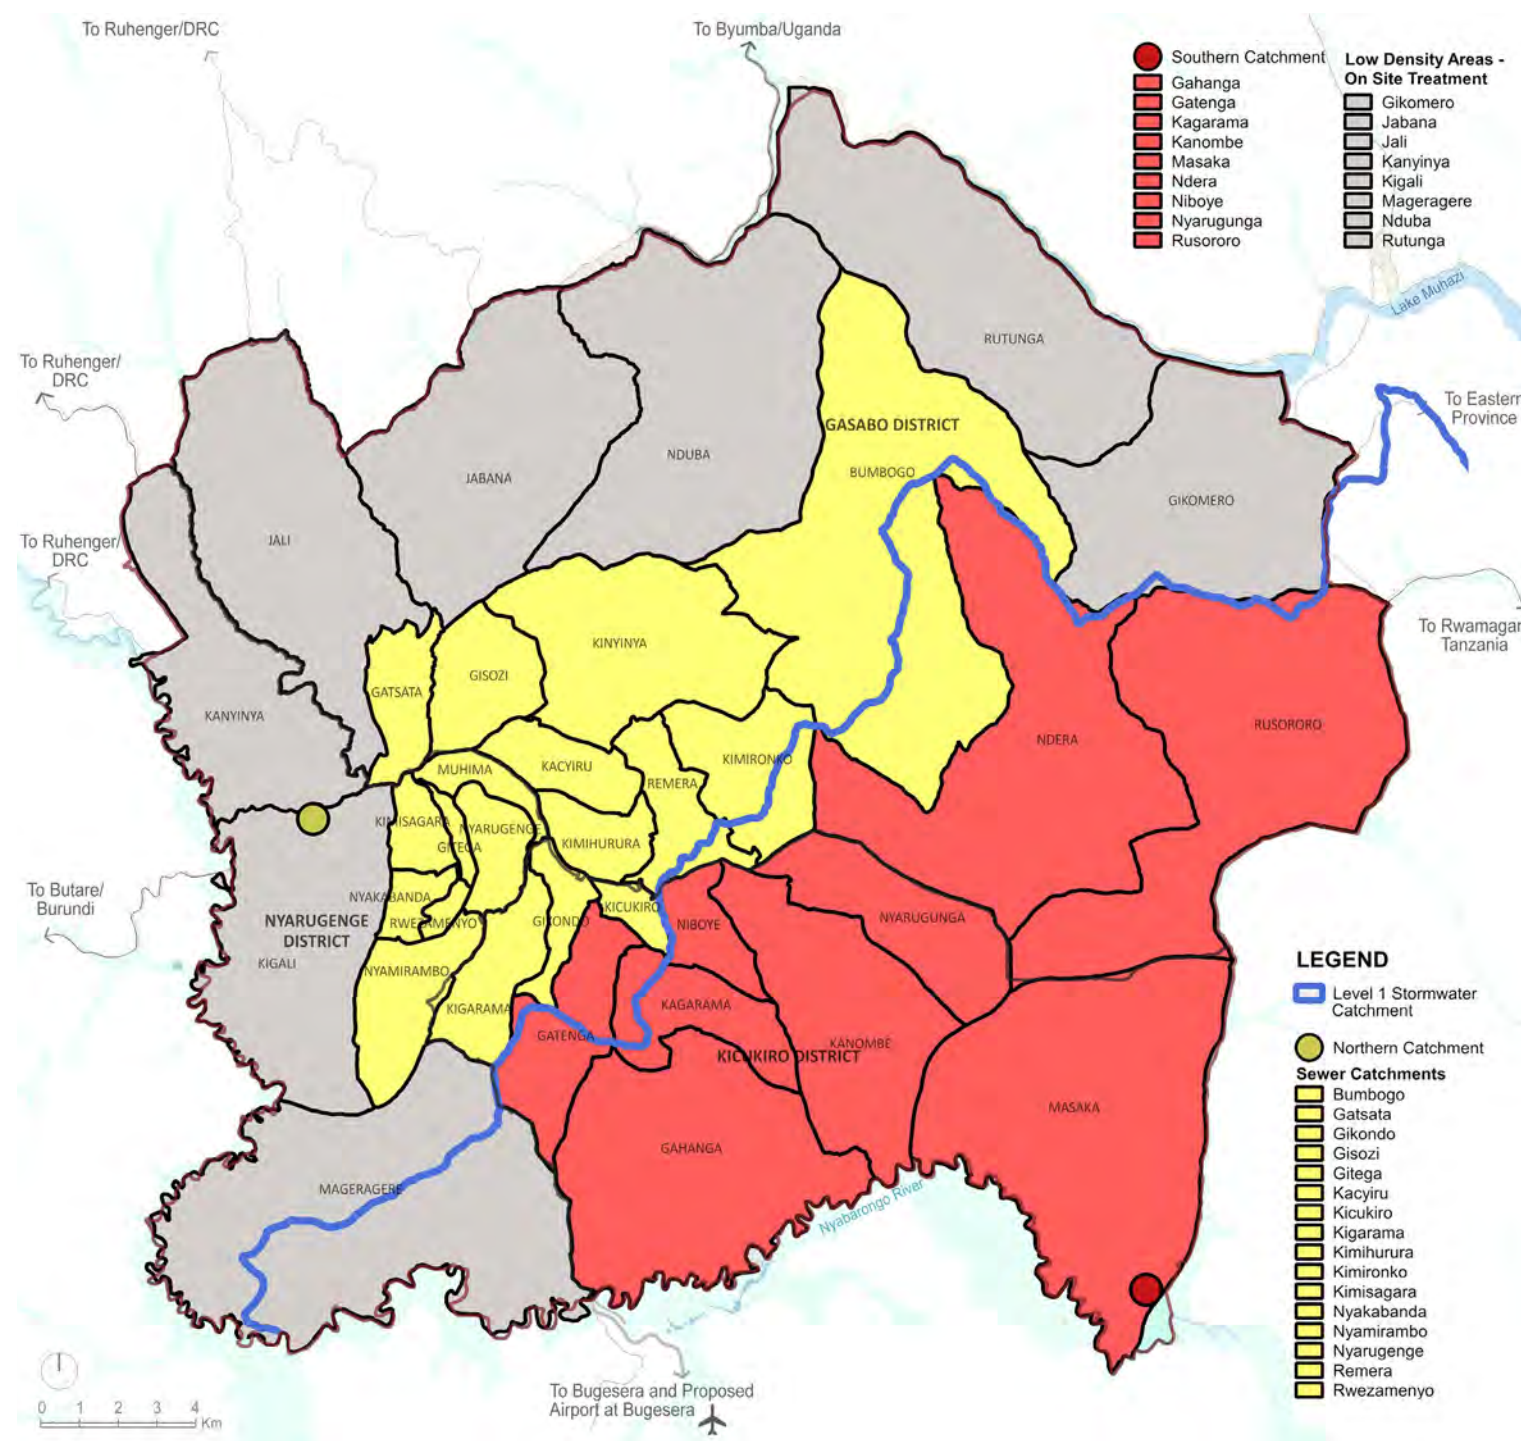 To Ruhenger/DRC
To Byumba/Uganda
Southern Catchment
Gahanga
Gatenga
Kagarama
Kanombe
Masaka
Ndera
Niboye
Nyarugunga
Rusororo
Low Density Areas -
On Site Treatment
Gikomero
Jabana
Jali
Kanyinya
Kigali
Mageragere
Nduba
Rutunga
Lake Muhazi
To Ruhenger/
DRC
RUTUNGA
To Eastern
Province
GASABO DISTRICT
NDUBA
BUMBOGO
JABANA
GIKOMERO
JALI
To Ruhenger/
DRC
To Rwamagar
Tanzania
KINYINYA
GISOZI
GATSATA
KANYINYA
RUSORORO
NDERA
KIMIRONKO
MUHIMA
KACYIRU
REMERA
KIMISAGARA
NYARUGENGE
GITEGA
KIMIHURURA
To Butare/
Burundi
NYAKABANDA
KICUKIRO
NYARUGENGE
DISTRICT
RWEZAMENYO
GIKONDO
NIBOYE
NYARUGUNGA
KIGALI
NYAMIRAMBO
KIGARAMA
KAGARAMA
GATENGA
KANOMBE
KICUKIRO DISTRICT
MASAKA
GAHANGA
MAGERAGERE
Nyabarongo River
LEGEND
Level 1 Stormwater
Catchment
Northern Catchment
Sewer Catchments
Bumbogo
Gatsata
Gikondo
Gisozi
Gitega
Kacyiru
Kicukiro
Kigarama
Kimihurura
Kimironko
Kimisagara
Nyakabanda
Nyamirambo
Nyarugenge
Remera
Rwezamenyo
To Bugesera and Proposed
Airport at Bugesera
0 1 2 3 4
Km